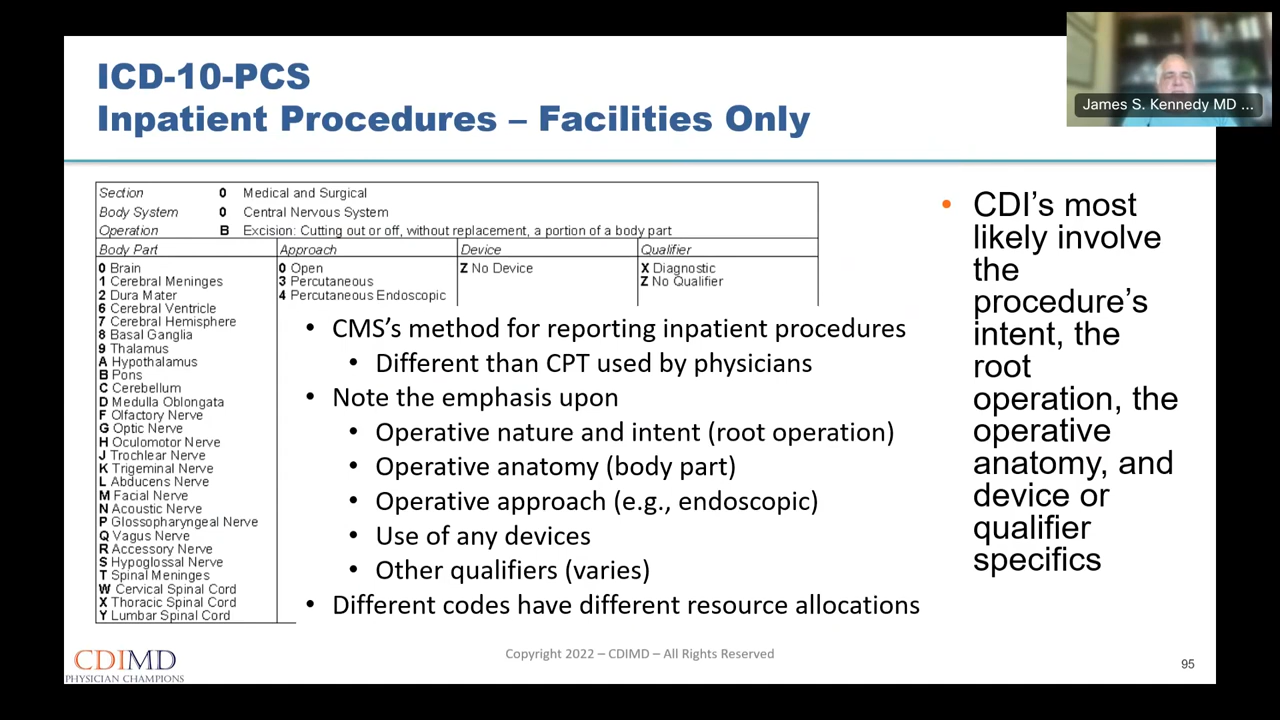 ICD-10-PCS
Inpatient Procedures – Facilities Only
James S. Kennedy MD ...
Section 0 Medical and Surgical
Body System 0 Central Nervous System
Operation B Excision: Cutting out or off, without replacement, a portion of a body part
Body Part Approach Device Qualifier
0 Brain 0 Open Z No Device X Diagnostic
1 Cerebral Meninges 3 Percutaneous Z No Qualifier
2 Dura Mater 4 Percutaneous Endoscopic
6 Cerebral Ventricle
7 Cerebral Hemisphere
8 Basal Ganglia
9 Thalamus
A Hypothalamus
B Pons
C Cerebellum
D Medulla Oblongata
F Olfactory Nerve
G Optic Nerve
H Oculomotor Nerve
J Trochlear Nerve
K Trigeminal Nerve
L Abducens Nerve
M Facial Nerve
N Acoustic Nerve
P Glossopharyngeal Nerve
Q Vagus Nerve
R Accessory Nerve
S Hypoglossal Nerve
T Spinal Meninges
W Cervical Spinal Cord
X Thoracic Spinal Cord
Y Lumbar Spinal Cord
• CMS's method for reporting inpatient procedures
• Different than CPT used by physicians
• Note the emphasis upon
• Operative nature and intent (root operation)
• Operative anatomy (body part)
• Operative approach (e.g., endoscopic)
• Use of any devices
• Other qualifiers (varies)
• Different codes have different resource allocations
• CDI's most
likely involve
the
procedure's
intent, the
root
operation, the
operative
anatomy, and
device or
qualifier
specifics
CDIMD
PHYSICIAN CHAMPIONS
Copyright 2022 – CDIMD – All Rights Reserved
95